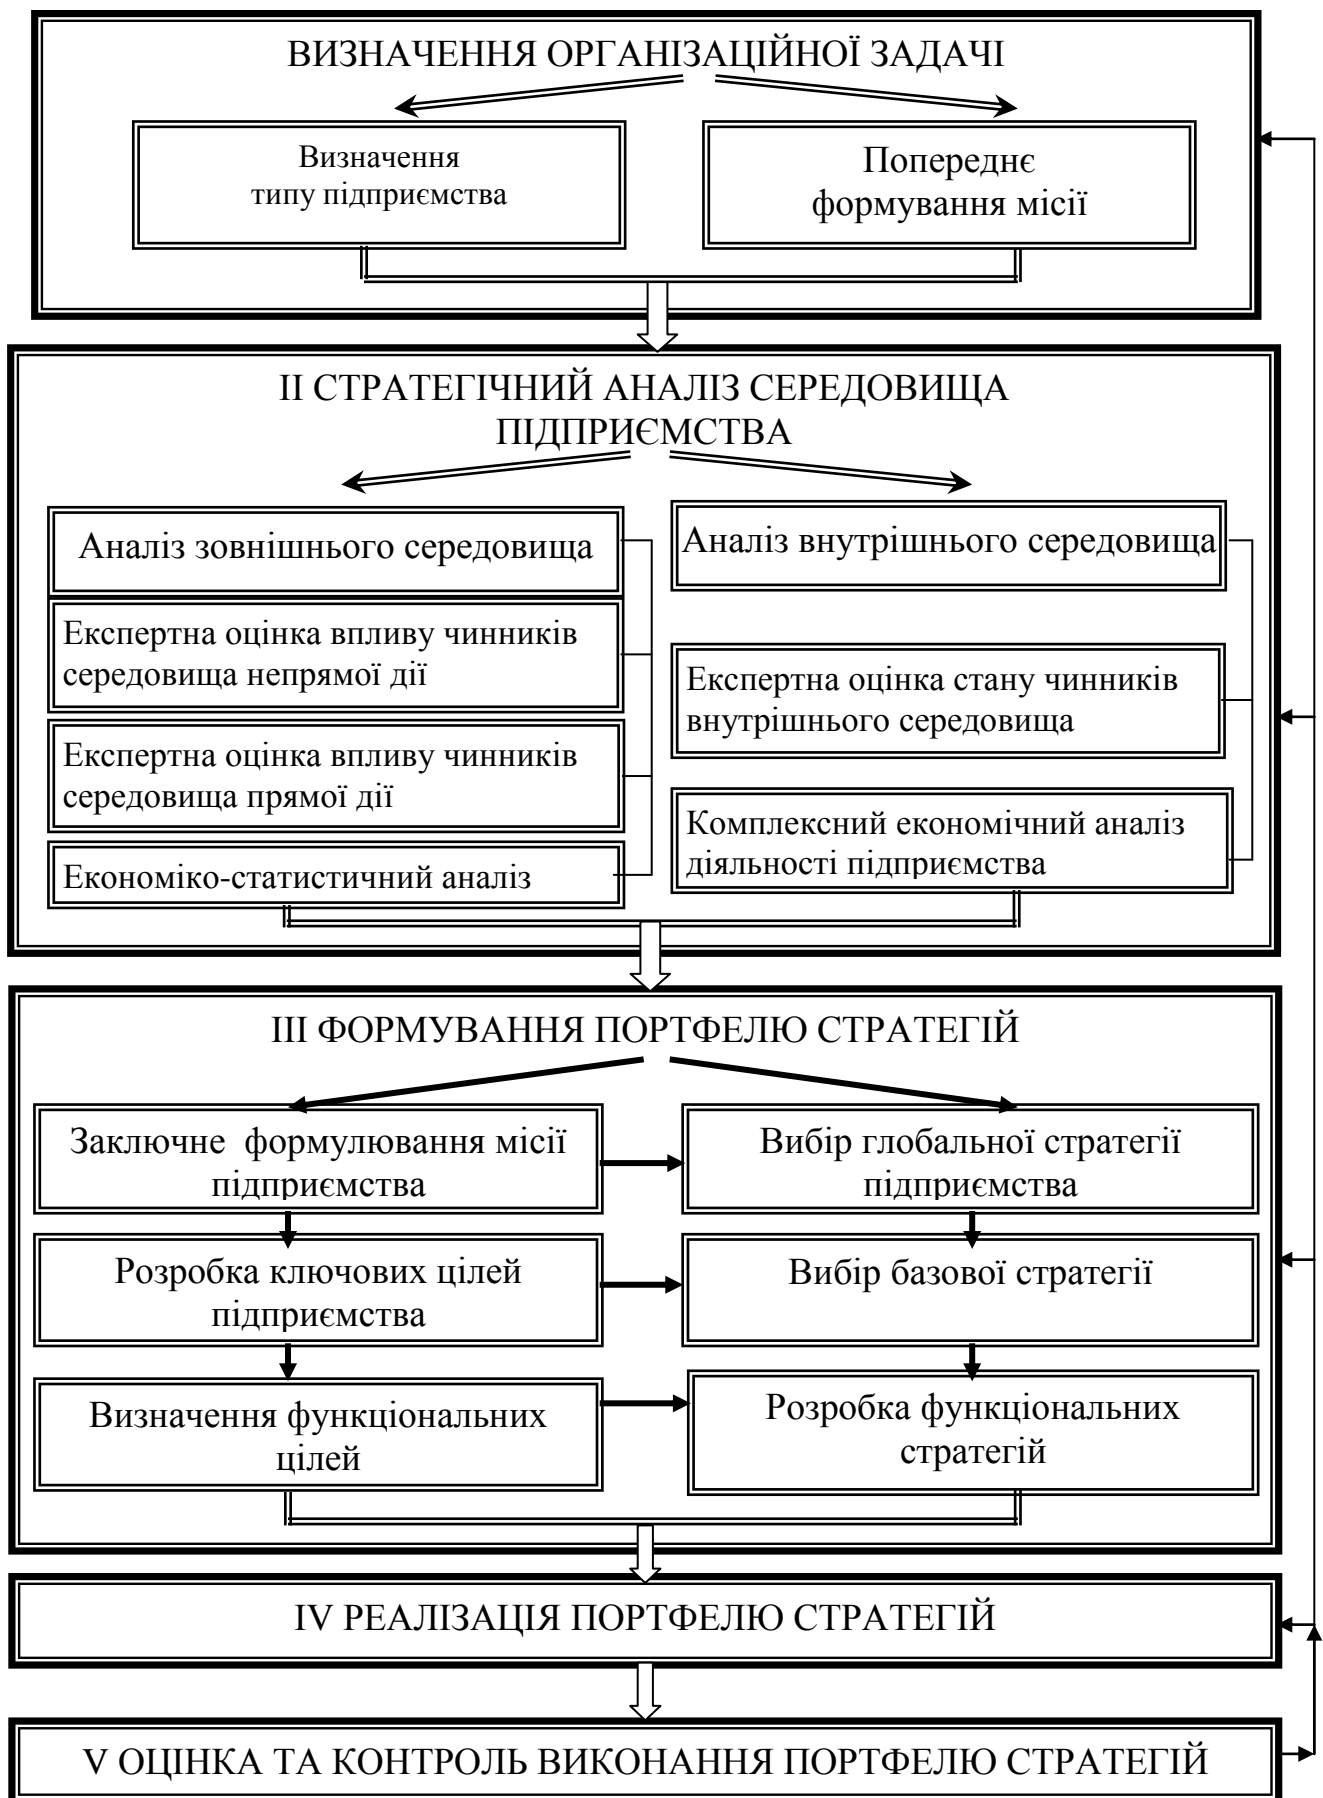 ВИЗНАЧЕННЯ ОРГАНІЗАЦІЙНОЇ ЗАДАЧІ
Визначення
типу підприємства
Попереднє
формування місії
ІІ СТРАТЕГІЧНИЙ АНАЛІЗ СЕРЕДОВИЩА
ПІДПРИЄМСТВА
Аналіз зовнішнього середовища
Експертна оцінка впливу чинників
середовища непрямої дії
Експертна оцінка впливу чинників
середовища прямої дії
Економіко-статистичний аналіз
Аналіз внутрішнього середовища
Експертна оцінка стану чинників
внутрішнього середовища
Комплексний економічний аналіз
діяльності підприємства
ІІІ ФОРМУВАННЯ ПОРТФЕЛЮ СТРАТЕГІЙ
Заключне формулювання місії
підприємства
Вибір глобальної стратегії
підприємства
Розробка ключових цілей
підприємства
Вибір базової стратегії
Визначення функціональних
цілей
Розробка функціональних
стратегій
IV РЕАЛІЗАЦІЯ ПОРТФЕЛЮ СТРАТЕГІЙ
V ОЦІНКА ТА КОНТРОЛЬ ВИКОНАННЯ ПОРТФЕЛЮ СТРАТЕГІЙ